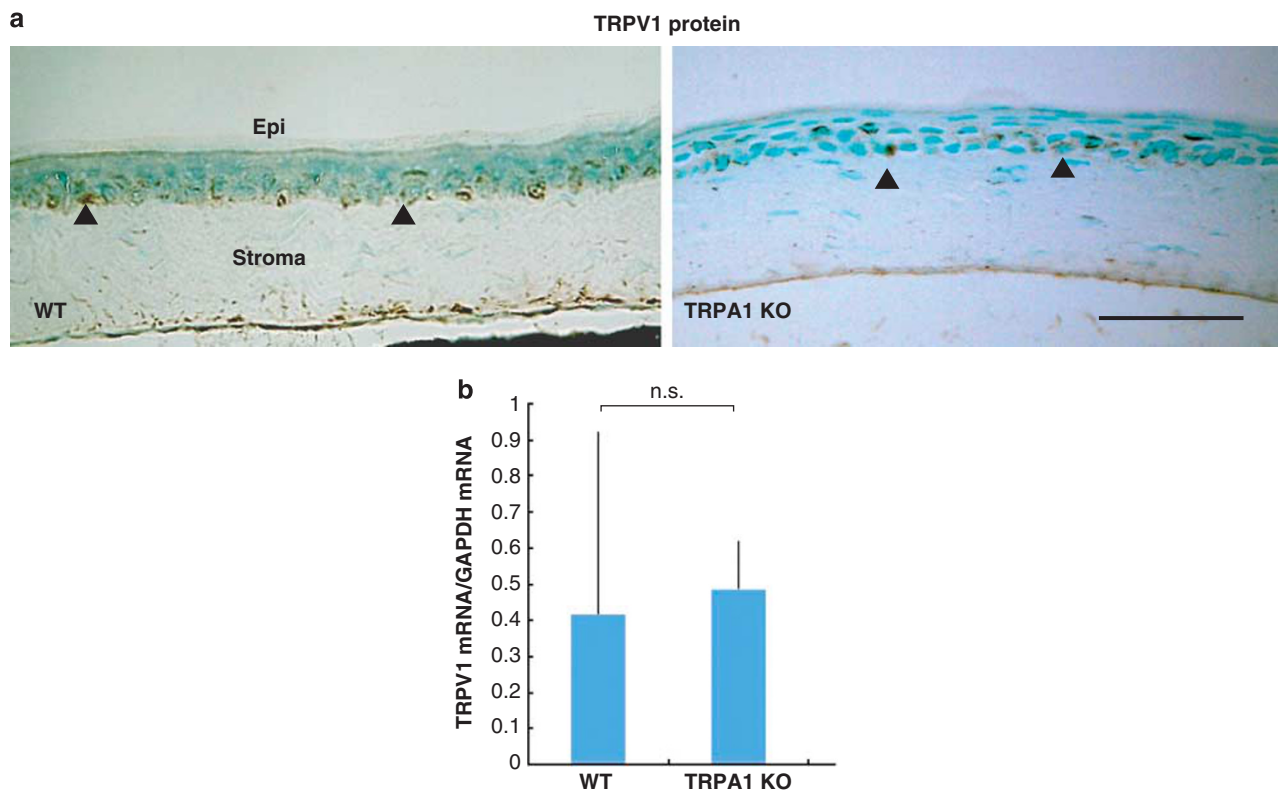 a
TRPV1 protein
Epi
Stroma
WT
TRPA1 KO
b
n.s.
1
0.9
0.8
0.7
0.6
0.5
0.4
0.3
0.2
0.1
0
TRPV1 mRNA/GAPDH mRNA
WT
TRPA1 KO